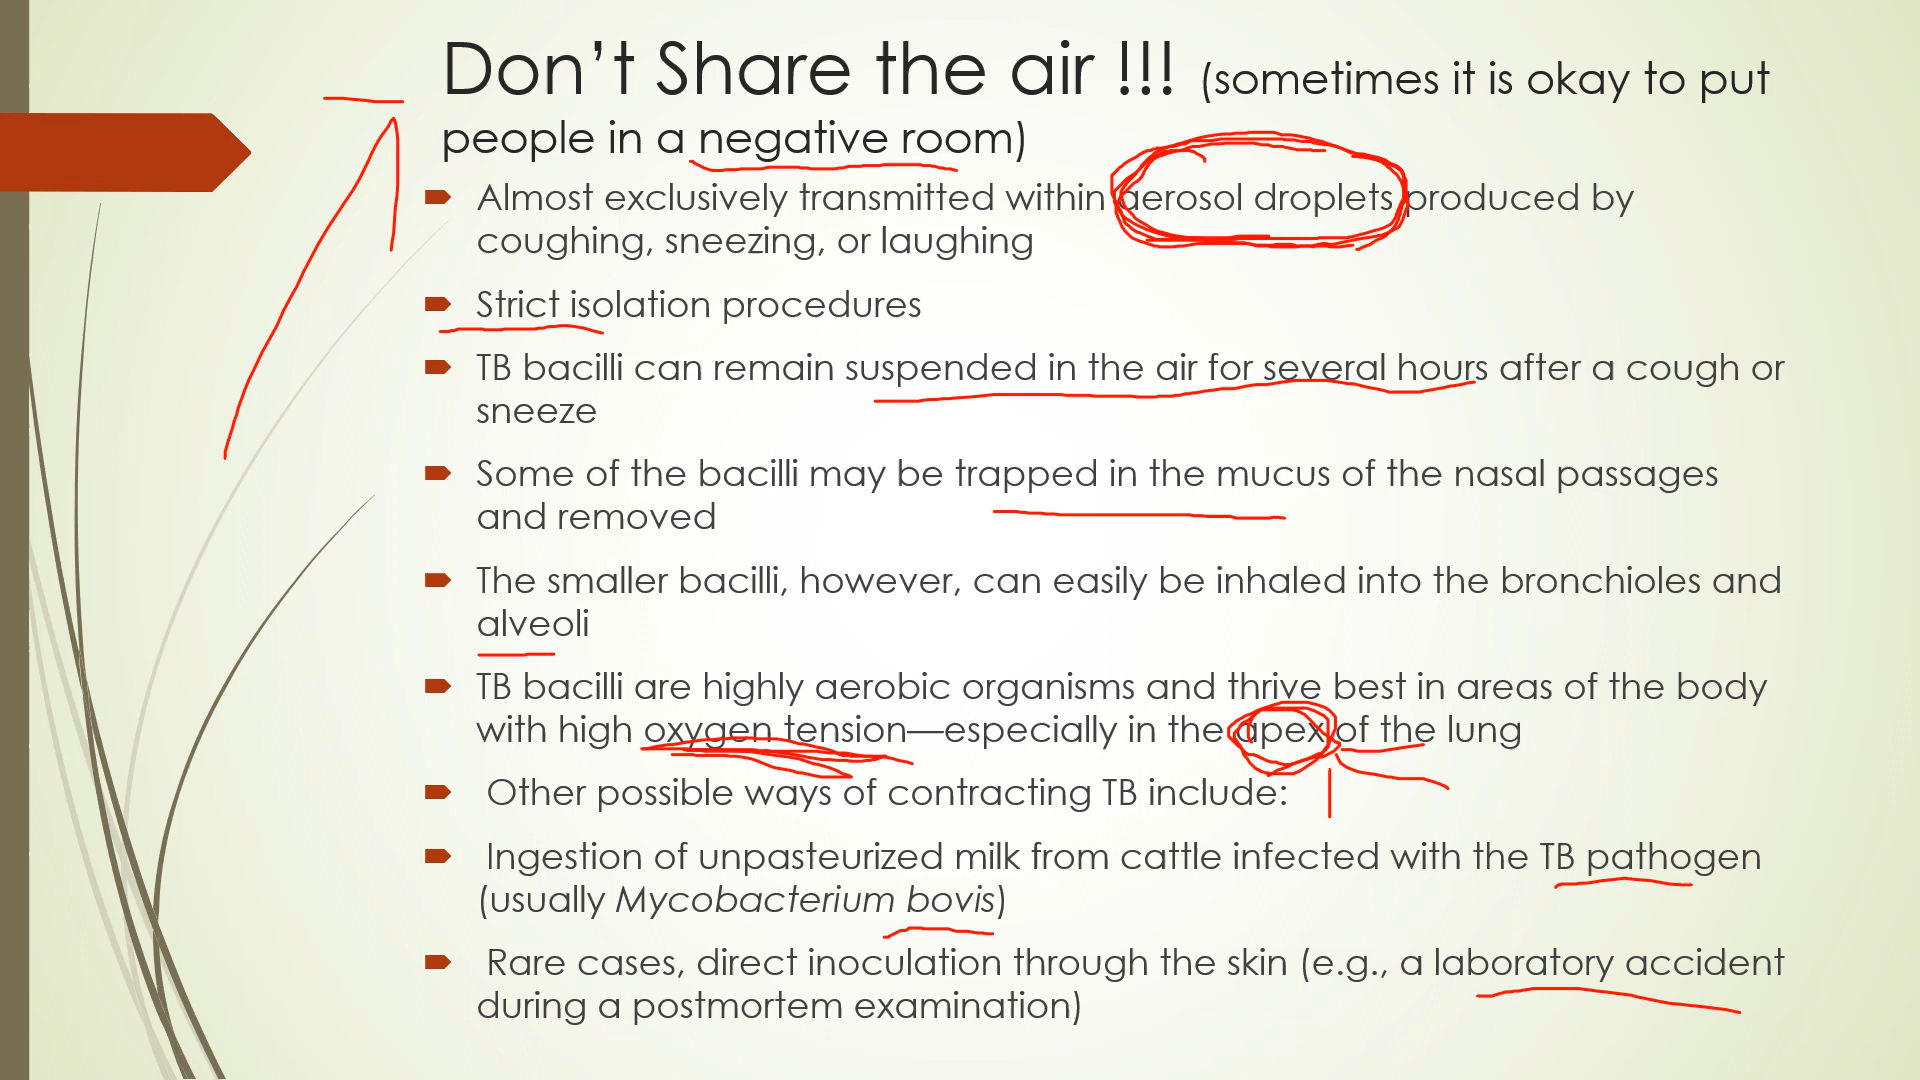 Don’t Share the air !!! (sometimes it is okay to put
people in a negative room)
Almost exclusively transmitted within aerosol droplets produced by
coughing, sneezing, or laughing
Strict isolation procedures
TB bacilli can remain suspended in the air for several hours after a cough or
sneeze
Some of the bacilli may be trapped in the mucus of the nasal passages
and removed
The smaller bacilli, however, can easily be inhaled into the bronchioles and
alveoli
TB bacilli are highly aerobic organisms and thrive best in areas of the body
with high oxygen tension—especially in the apex of the lung
Other possible ways of contracting TB include:
Ingestion of unpasteurized milk from cattle infected with the TB pathogen
(usually Mycobacterium bovis)
Rare cases, direct inoculation through the skin (e.g., a laboratory accident
during a postmortem examination)